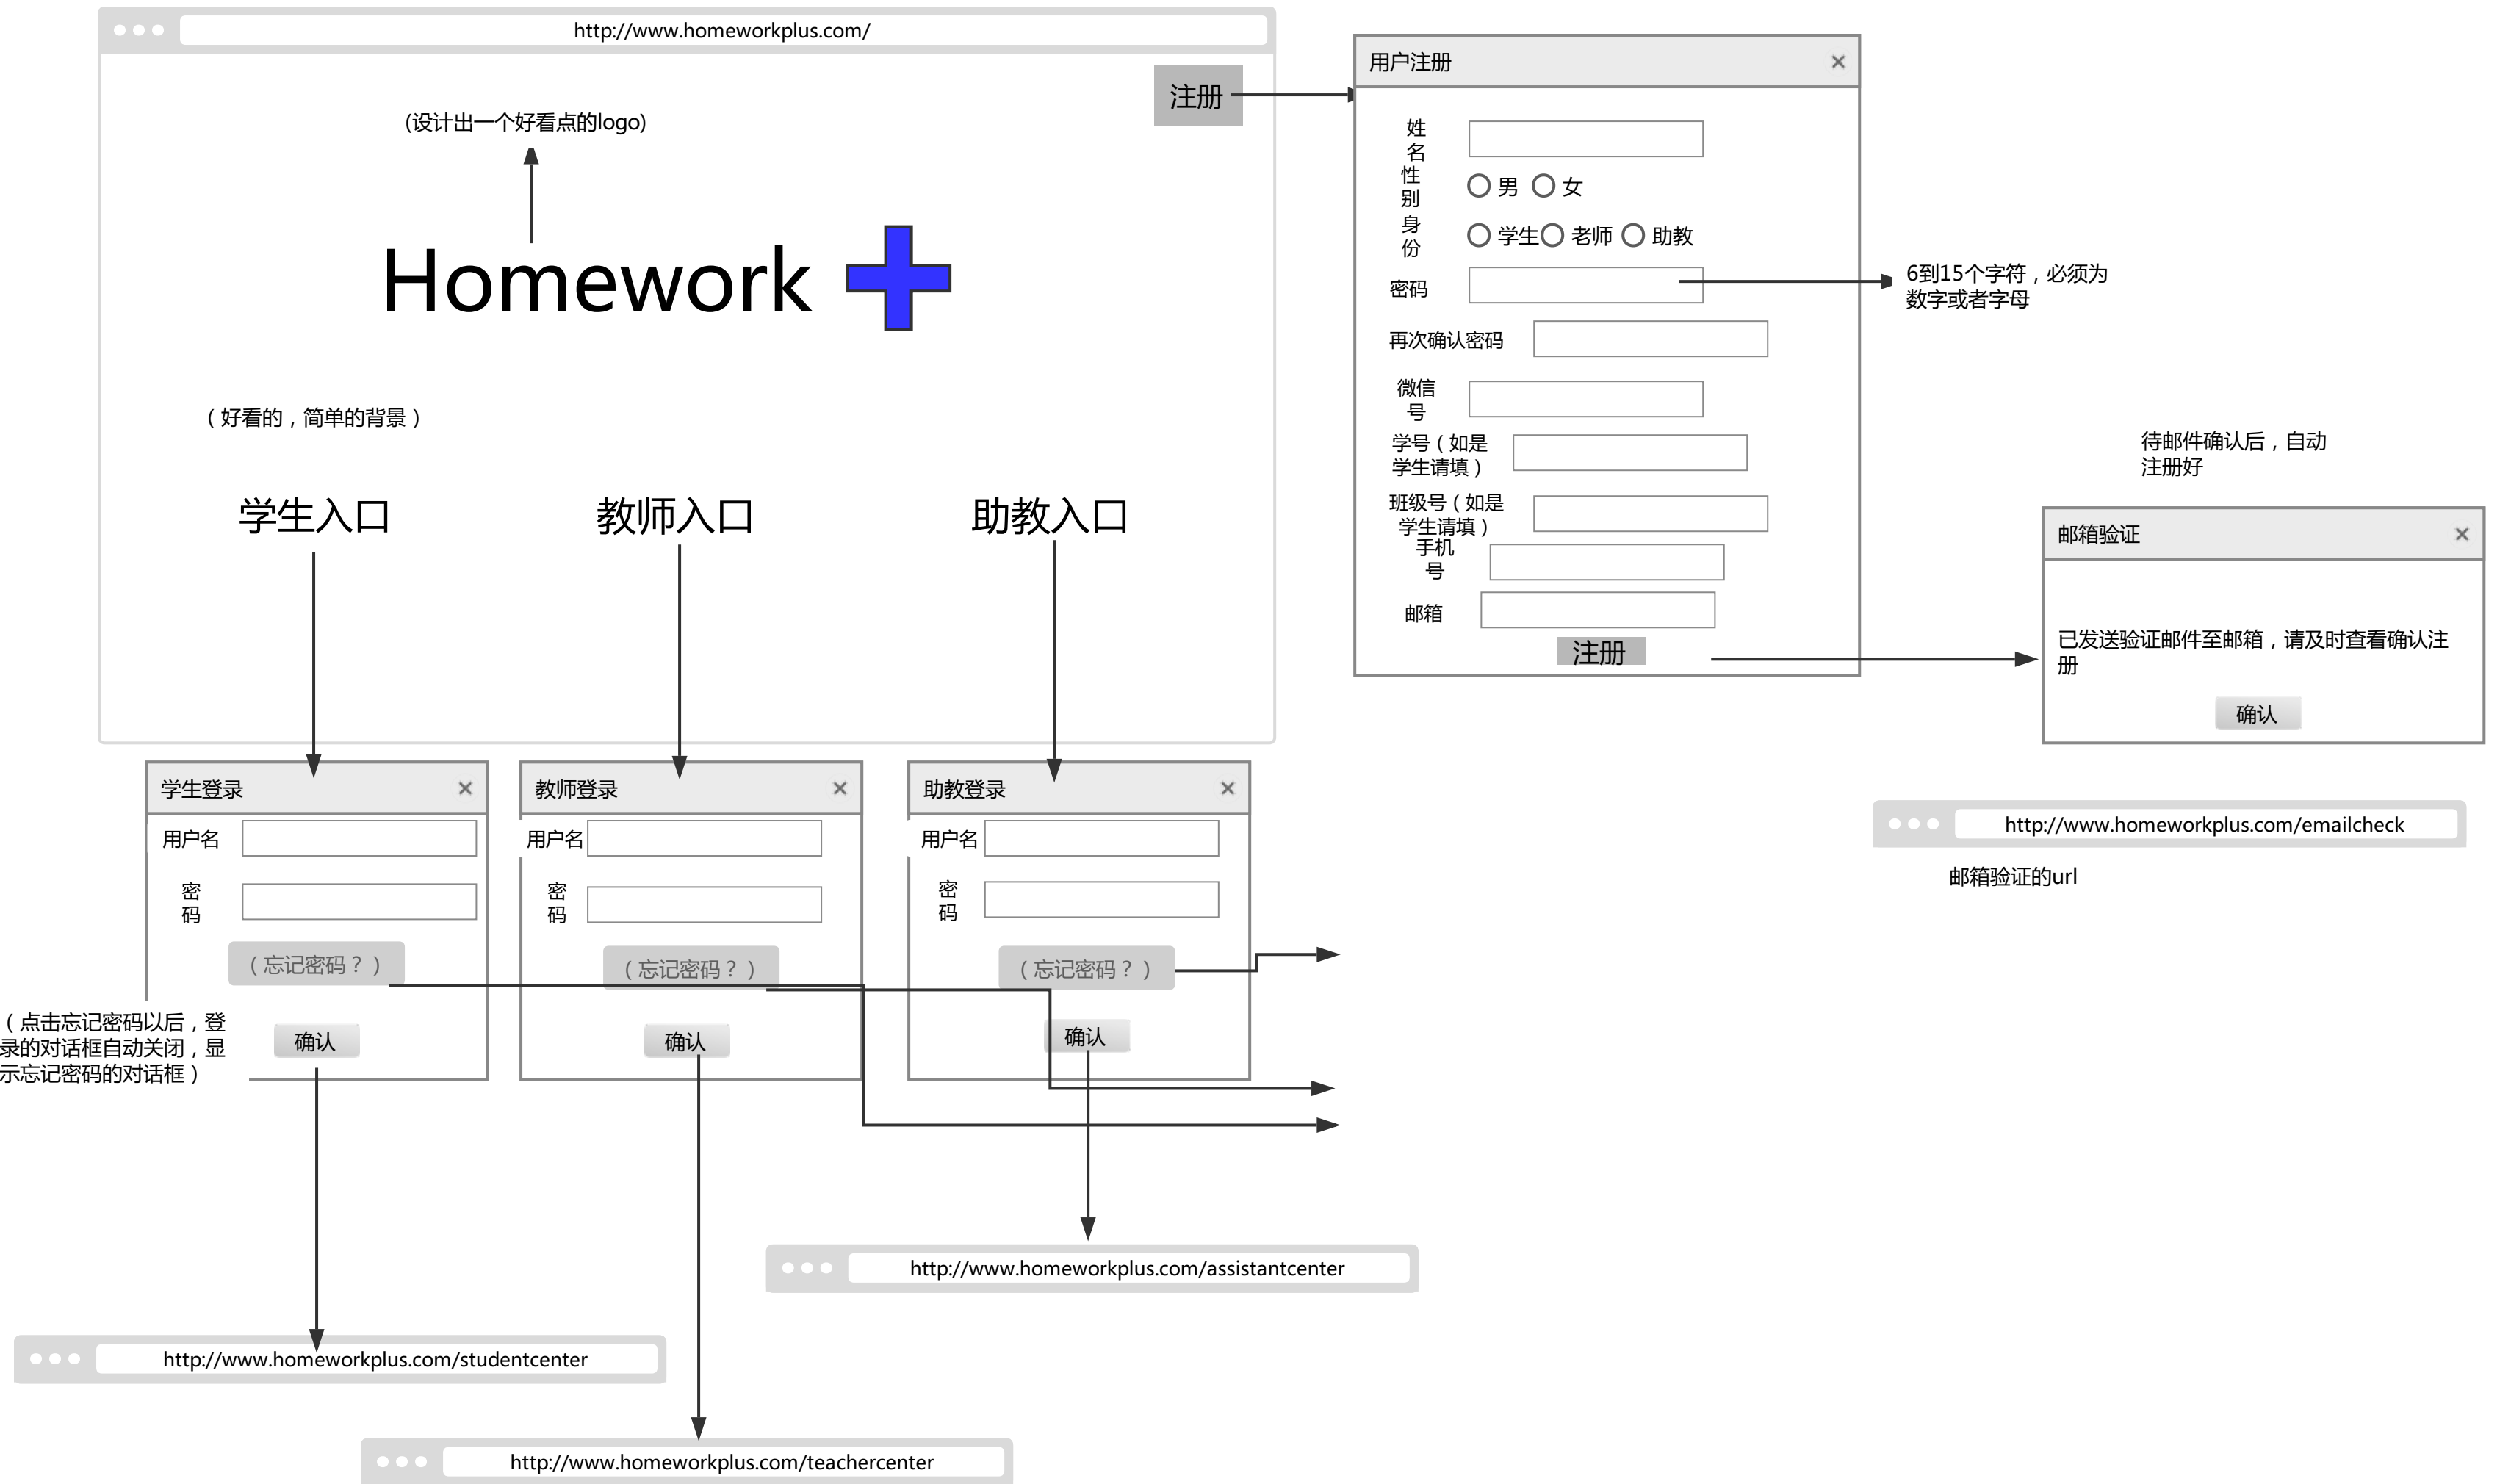 http://www.homeworkplus.com/
注册
(设计出一个好看点的logo)
Homework
（好看的，简单的背景）
学生入口
教师入口
助教入口
用户注册
姓
名
性
别
男
女
身
份
学生
老师
助教
密码
6到15个字符，必须为
数字或者字母
再次确认密码
微信
号
学号（如是
学生请填）
班级号（如是
学生请填）
手机
号
邮箱
注册
待邮件确认后，自动
注册好
邮箱验证
已发送验证邮件至邮箱，请及时查看确认注
册
确认
http://www.homeworkplus.com/emailcheck
邮箱验证的url
学生登录
用户名
密
码
（忘记密码？）
确认
（点击忘记密码以后，登
录的对话框自动关闭，显
示忘记密码的对话框）
教师登录
用户名
密
码
（忘记密码？）
确认
助教登录
用户名
密
码
（忘记密码？）
确认
http://www.homeworkplus.com/assistantcenter
http://www.homeworkplus.com/studentcenter
http://www.homeworkplus.com/teachercenter